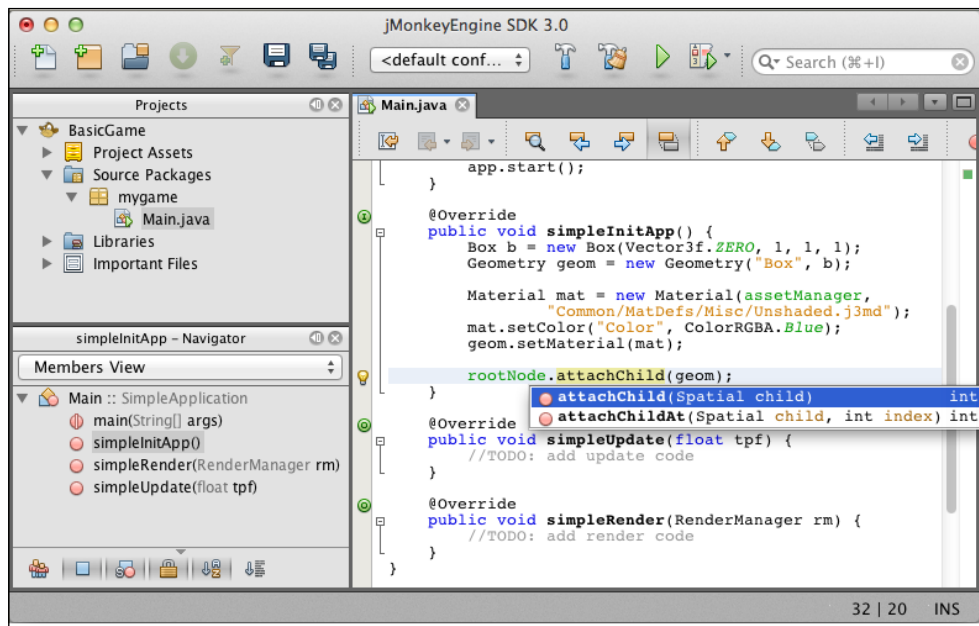 jMonkeyEngine SDK 3.0
<default conf...
Search (⌘+I)
Projects
BasicGame
Project Assets
Source Packages
mygame
Main.java
Libraries
Important Files
simpleInitApp – Navigator
Members View
Main :: SimpleApplication
main(String[] args)
simpleInitApp()
simpleRender(RenderManager rm)
simpleUpdate(float tpf)
Main.java
app.start();
}
@Override
public void simpleInitApp() {
Box b = new Box(Vector3f.ZERO, 1, 1, 1);
Geometry geom = new Geometry("Box", b);
Material mat = new Material(assetManager,
"Common/MatDefs/Misc/Unshaded.j3md");
mat.setColor("Color", ColorRGBA.Blue);
geom.setMaterial(mat);
rootNode.attachChild(geom);
}
attachChild(Spatial child) int
attachChildAt(Spatial child, int index) int
@Override
public void simpleUpdate(float tpf) {
//TODO: add update code
}
@Override
public void simpleRender(RenderManager rm) {
//TODO: add render code
}
}
32 | 20 INS